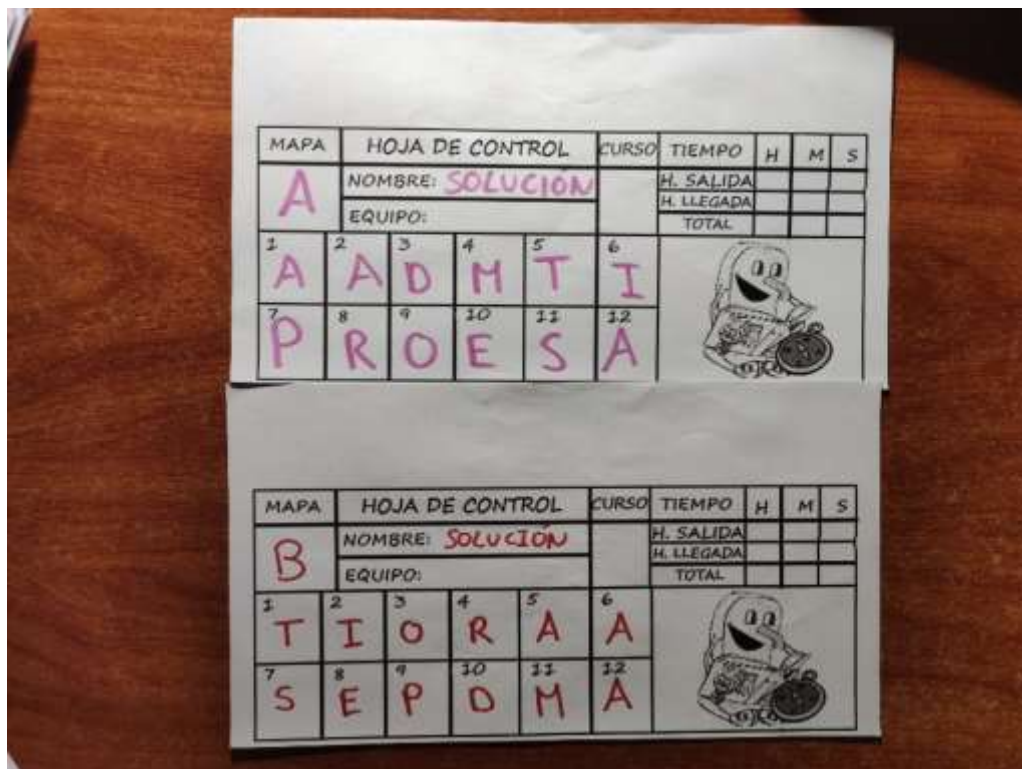 MAPA HOJA DE CONTROL CURSO TIEMPO H M S
A NOMBRE: SOLUCIÓN H. SALIDA
H. LLEGADA
EQUIPO: TOTAL
1 2 3 4 5 6
A A D M T I
7 8 9 10 11 12
P R O E S A
MAPA HOJA DE CONTROL CURSO TIEMPO H M S
B NOMBRE: SOLUCIÓN H. SALIDA
H. LLEGADA
EQUIPO: TOTAL
1 2 3 4 5 6
T I O R A A
7 8 9 10 11 12
S E P D M A